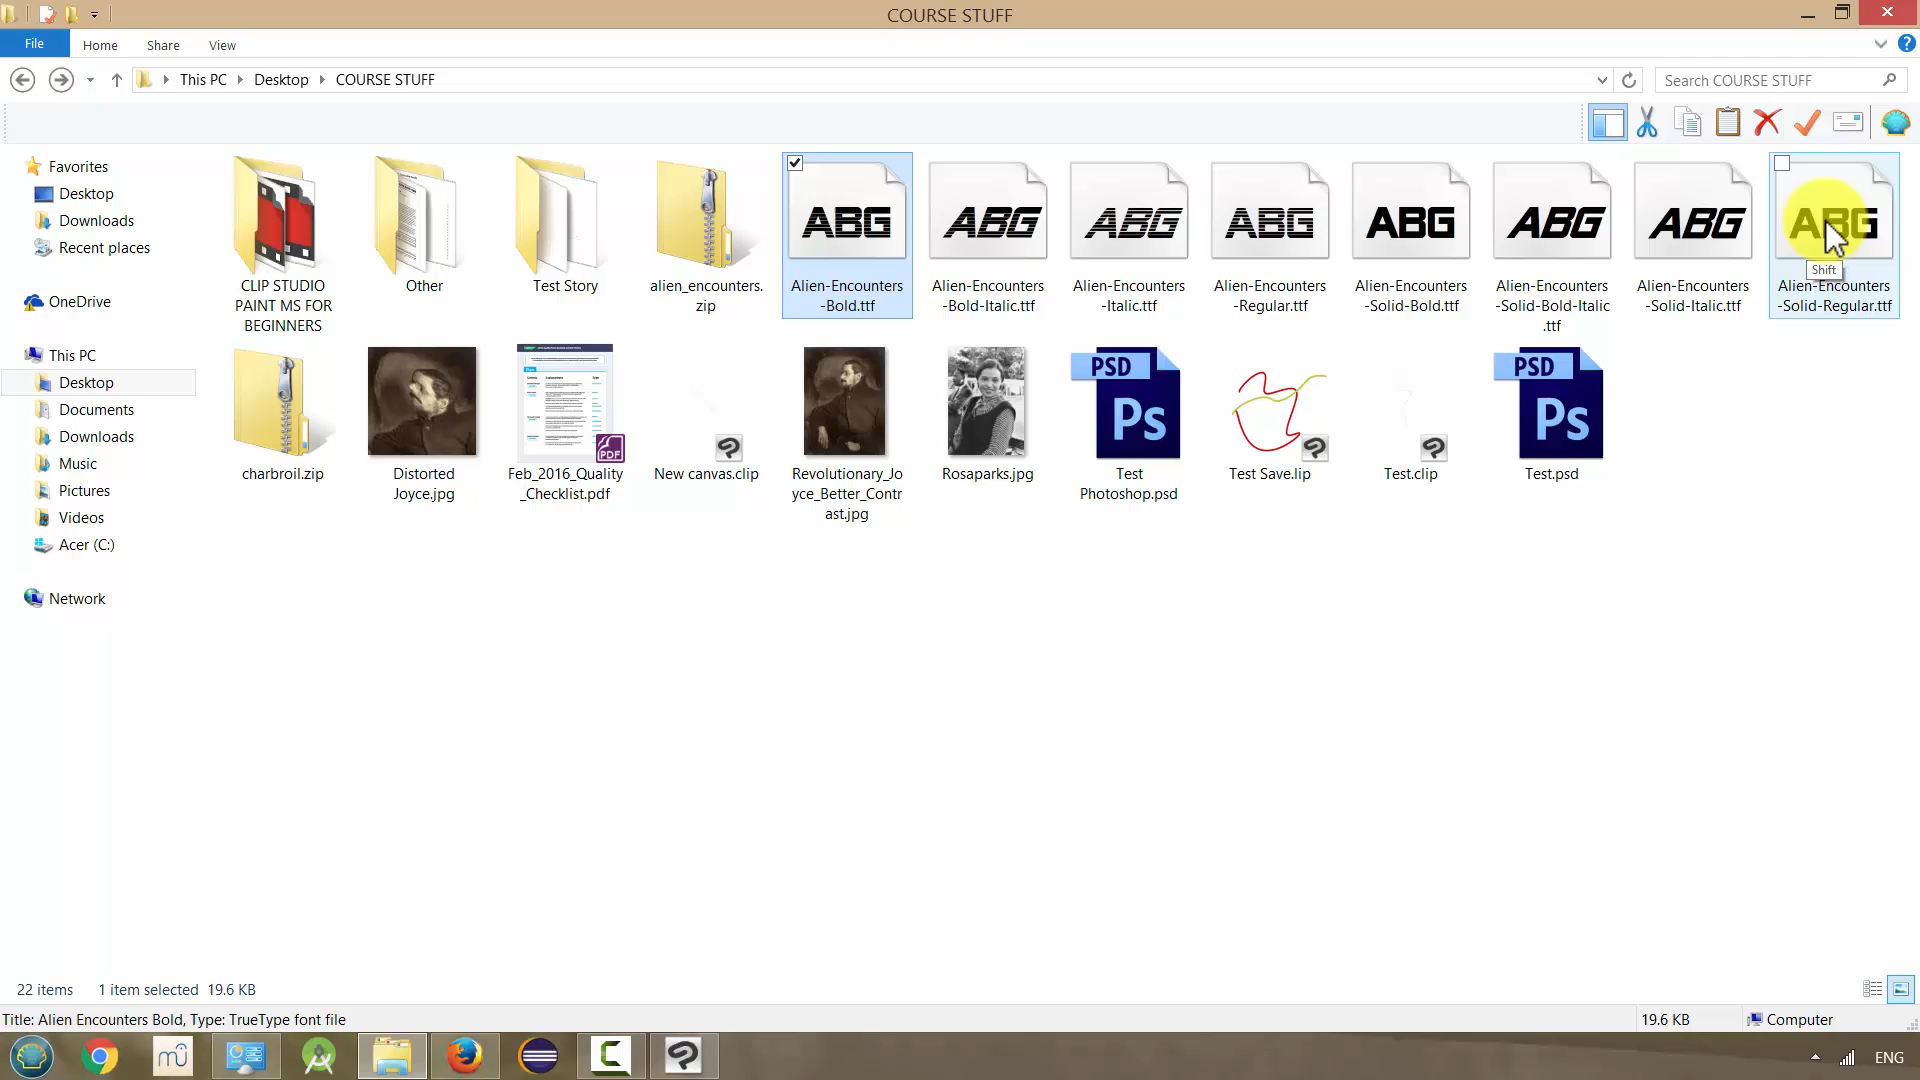 COURSE STUFF
File
Home
Share
View
?
This PC
Desktop
COURSE STUFF
Search COURSE STUFF
Favorites
Desktop
Downloads
Recent places
OneDrive
This PC
Desktop
Documents
Downloads
Music
Pictures
Videos
Acer (C:)
Network
CLIP STUDIO
PAINT MS FOR
BEGINNERS
Other
Test Story
alien_encounters.
zip
ABG
Alien-Encounters
-Bold.ttf
ABG
Alien-Encounters
-Bold-Italic.ttf
ABG
Alien-Encounters
-Italic.ttf
ABG
Alien-Encounters
-Regular.ttf
ABG
Alien-Encounters
-Solid-Bold.ttf
ABG
Alien-Encounters
-Solid-Bold-Italic
.ttf
ABG
Alien-Encounters
-Solid-Italic.ttf
ABG
Shift
Alien-Encounters
-Solid-Regular.ttf
charbroil.zip
Distorted
Joyce.jpg
PDF
Feb_2016_Quality
_Checklist.pdf
New canvas.clip
Revolutionary_Jo
yce_Better_Contr
ast.jpg
Rosaparks.jpg
PSD
Ps
Test
Photoshop.psd
Test Save.lip
Test.clip
PSD
Ps
Test.psd
22 items
1 item selected
19.6 KB
Title: Alien Encounters Bold, Type: TrueType font file
19.6 KB
Computer
mü
C
ENG